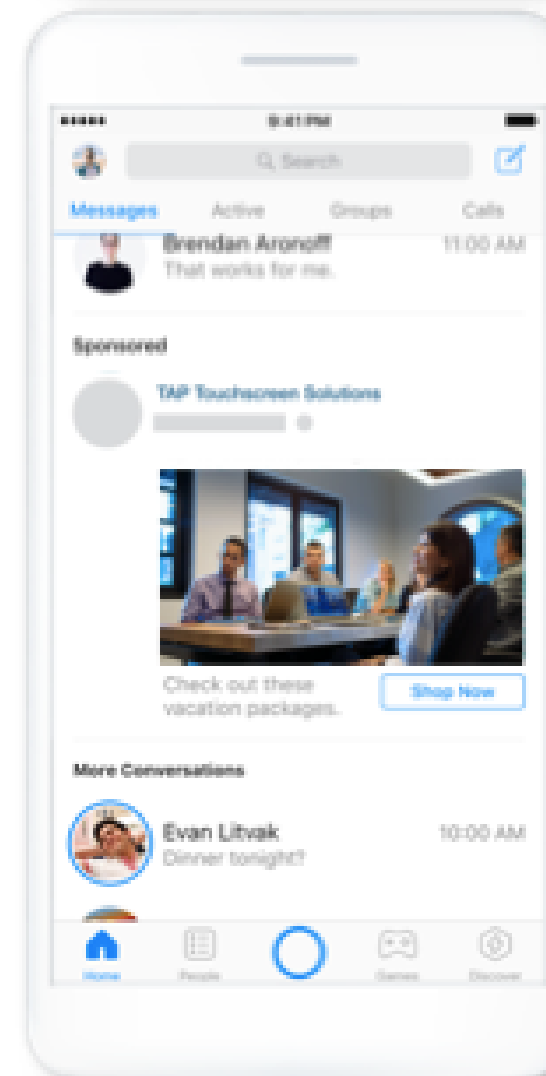 9:41 PM
Search
Messages Active Groups Calls
Brendan Aronoff 11:00 AM
That works for me.
Sponsored
TAP Touchscreen Solutions
Check out these
vacation packages.
Shop Now
More Conversations
Evan Litvak 10:00 AM
Dinner tonight?
Home People Games Discover